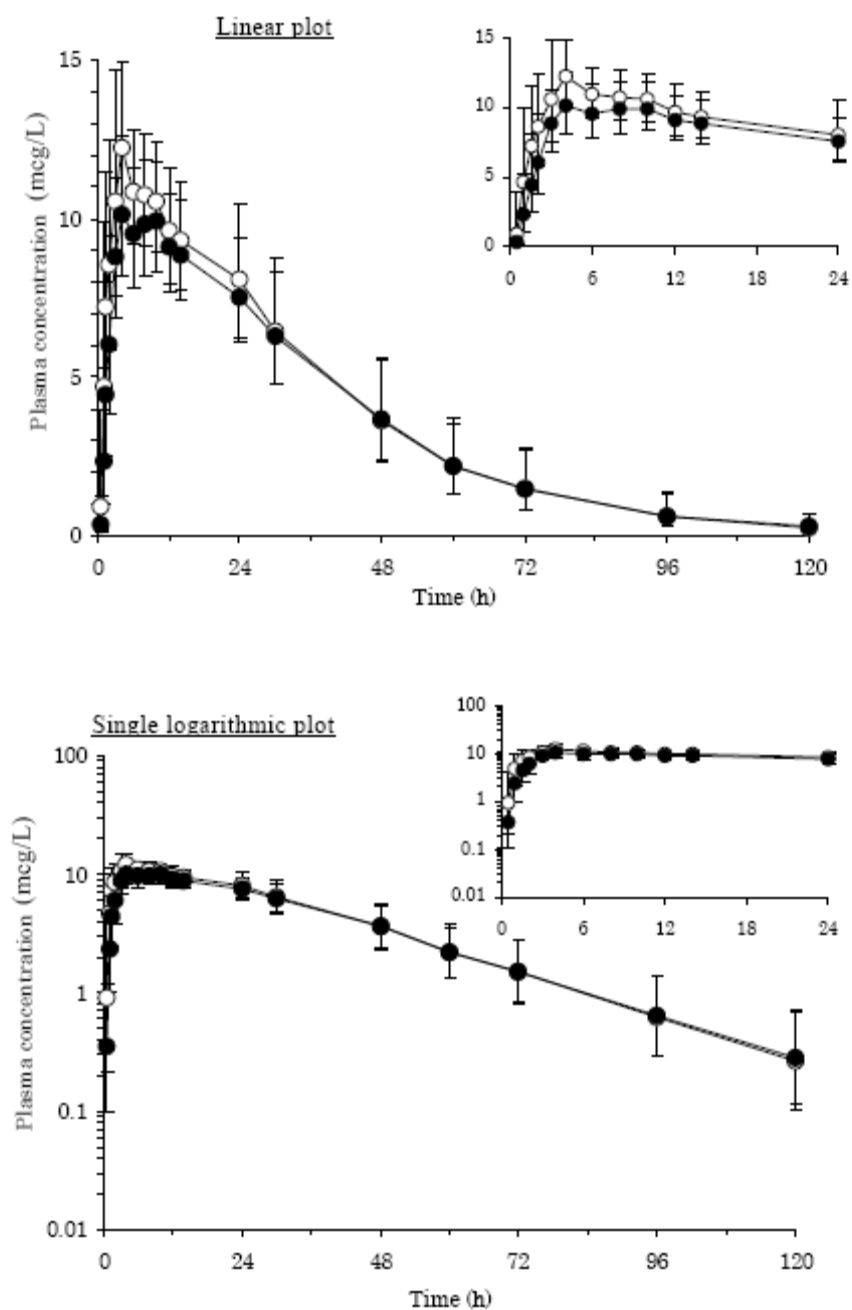 Linear plot
Plasma concentration (mcg/L)
15
10
5
0
0 24 48 72 96 120
Time (h)
15
10
5
0
0 6 12 18 24
Single logarithmic plot
Plasma concentration (mcg/L)
100
10
1
0.1
0.01
0 24 48 72 96 120
Time (h)
100
10
1
0.1
0.01
0 6 12 18 24